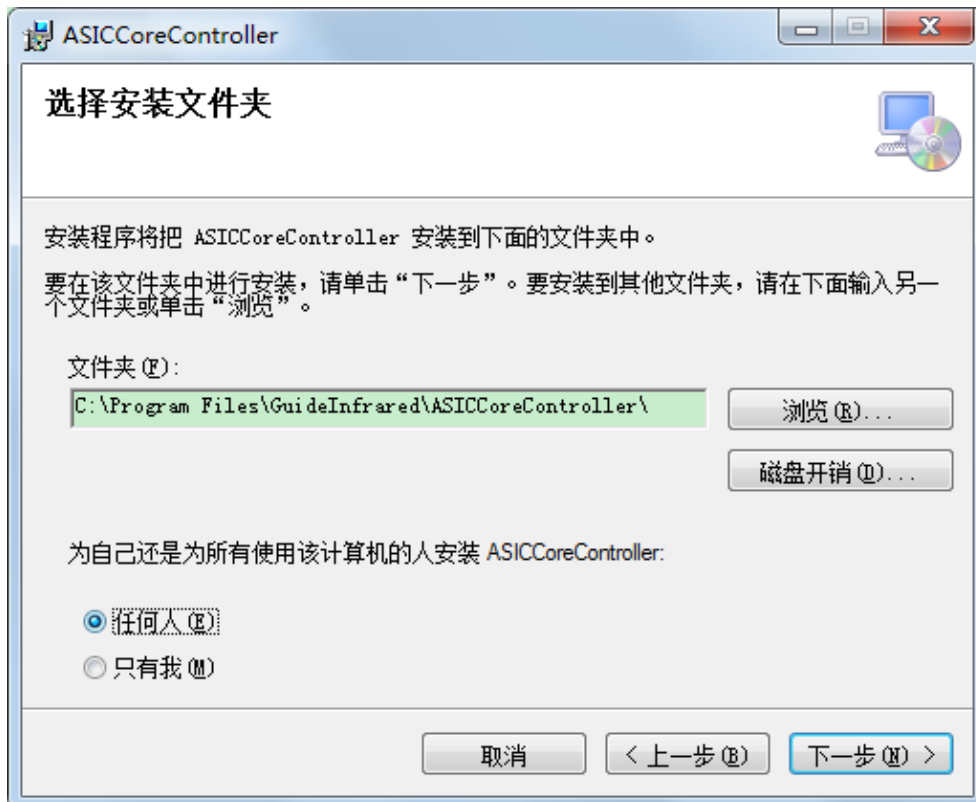 ASICCoreController
选择安装文件夹
安装程序将把 ASICCoreController 安装到下面的文件夹中。
要在该文件夹中进行安装，请单击“下一步”。要安装到其他文件夹，请在下面输入另一
个文件夹或单击“浏览”。
文件夹(F):
C:\Program Files\GuideInfrared\ASICCoreController\
浏览(R)...
磁盘开销(D)...
为自己还是为所有使用该计算机的人安装 ASICCoreController:
任何人(E)
只有我(M)
取消
< 上一步(B)
下一步(N) >